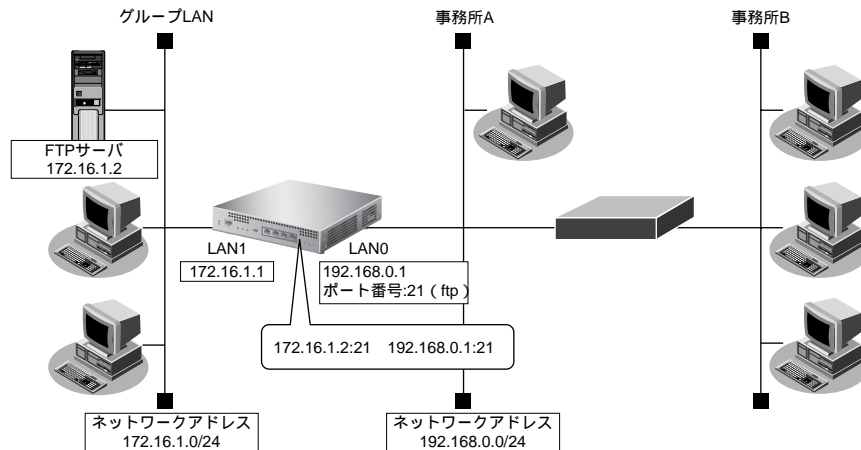 グループLAN
事務所A
事務所B
FTPサーバ
172.16.1.2
LAN1
172.16.1.1
LAN0
192.168.0.1
ポート番号:21（ftp）
172.16.1.2:21 192.168.0.1:21
ネットワークアドレス
172.16.1.0/24
ネットワークアドレス
192.168.0.0/24